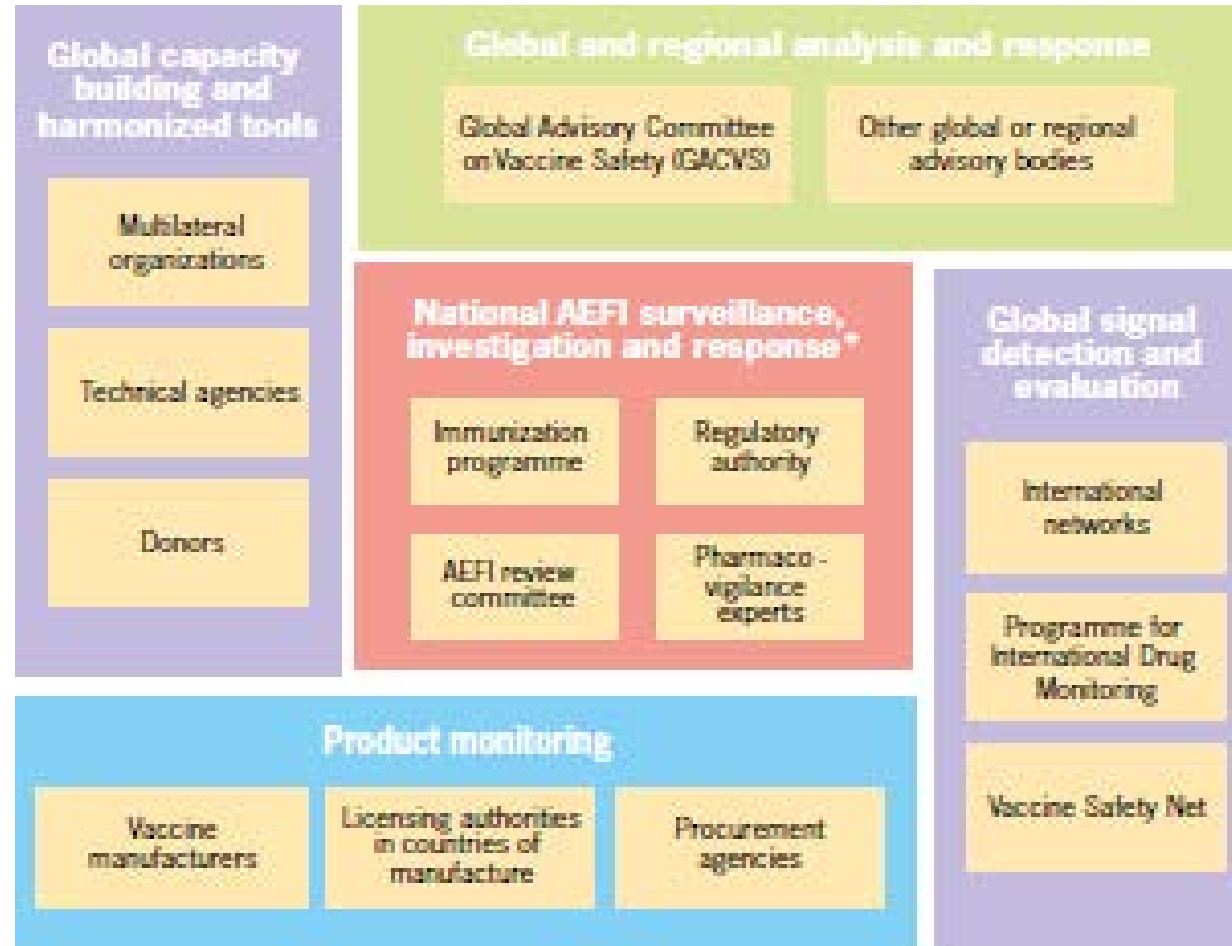 Global capacity
building and
harmonized tools
Multilateral
organizations
Technical agencies
Donors
Global and regional analysis and response
Global Advisory Committee
on Vaccine Safety (GACVS)
Other global or regional
advisory bodies
National AEFI surveillance,
investigation and response*
Immunization
programme
Regulatory
authority
AEFI review
committee
Pharmaco-
vigilance
experts
Global signal
detection and
evaluation
International
networks
Programme for
International Drug
Monitoring
Vaccine Safety Net
Product monitoring
Vaccine
manufacturers
Licensing authorities
in countries of
manufacture
Procurement
agencies